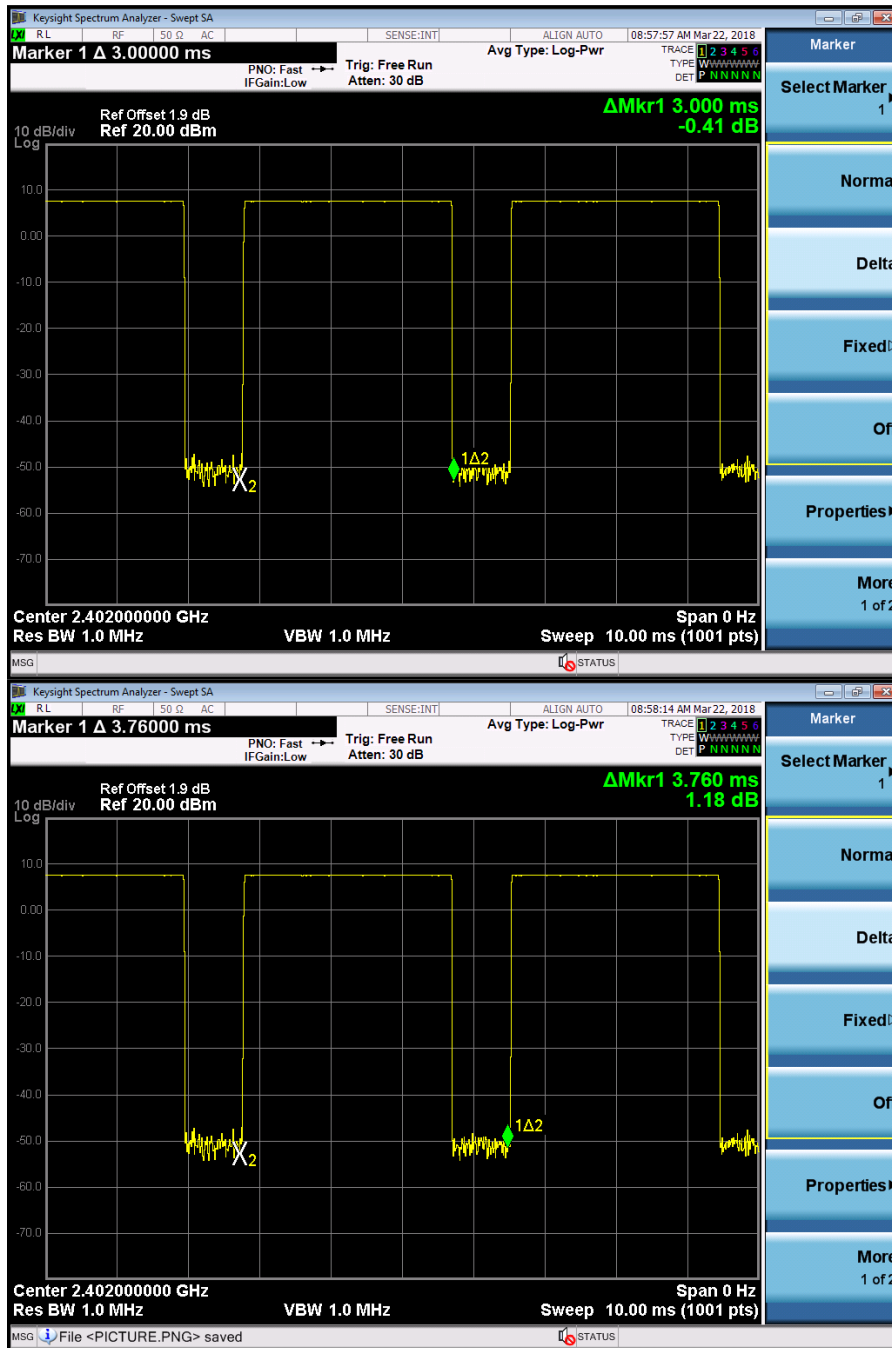 Keysight Spectrum Analyzer - Swept SA
LXI RL RF 50 Ω AC SENSE:INT ALIGN AUTO 08:57:57 AM Mar 22, 2018
Marker 1 Δ 3.00000 ms
PNO: Fast
IFGain:Low
Trig: Free Run
Atten: 30 dB
Avg Type: Log-Pwr
TRACE 1 2 3 4 5 6
TYPE WWWWWWW
DET P N N N N N
Ref Offset 1.9 dB
10 dB/div Ref 20.00 dBm
Log
ΔMkr1 3.000 ms
-0.41 dB
10.0
0.00
-10.0
-20.0
-30.0
-40.0
-50.0
-60.0
-70.0
1Δ2
X2
Center 2.402000000 GHz Span 0 Hz
Res BW 1.0 MHz VBW 1.0 MHz Sweep 10.00 ms (1001 pts)
MSG STATUS
Marker
Select Marker
1
Norma
Delta
Fixed
Of
Properties
More
1 of 2
Keysight Spectrum Analyzer - Swept SA
LXI RL RF 50 Ω AC SENSE:INT ALIGN AUTO 08:58:14 AM Mar 22, 2018
Marker 1 Δ 3.76000 ms
PNO: Fast
IFGain:Low
Trig: Free Run
Atten: 30 dB
Avg Type: Log-Pwr
TRACE 1 2 3 4 5 6
TYPE WWWWWWW
DET P N N N N N
Ref Offset 1.9 dB
10 dB/div Ref 20.00 dBm
Log
ΔMkr1 3.760 ms
1.18 dB
10.0
0.00
-10.0
-20.0
-30.0
-40.0
-50.0
-60.0
-70.0
1Δ2
X2
Center 2.402000000 GHz Span 0 Hz
Res BW 1.0 MHz VBW 1.0 MHz Sweep 10.00 ms (1001 pts)
MSG File <PICTURE.PNG> saved STATUS
Marker
Select Marker
1
Norma
Delta
Fixed
Of
Properties
More
1 of 2